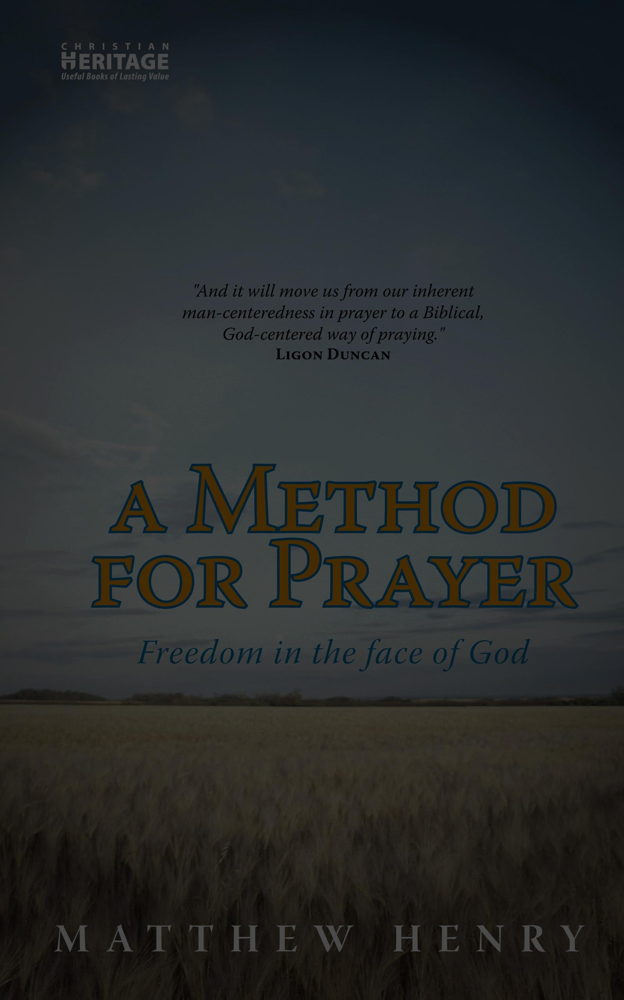 CHRISTIAN
HERITAGE
Useful Books of Lasting Value
"And it will move us from our inherent
man-centeredness in prayer to a Biblical,
God-centered way of praying."
LIGON DUNCAN
A METHOD
FOR PRAYER
Freedom in the face of God
MATTHEW HENRY